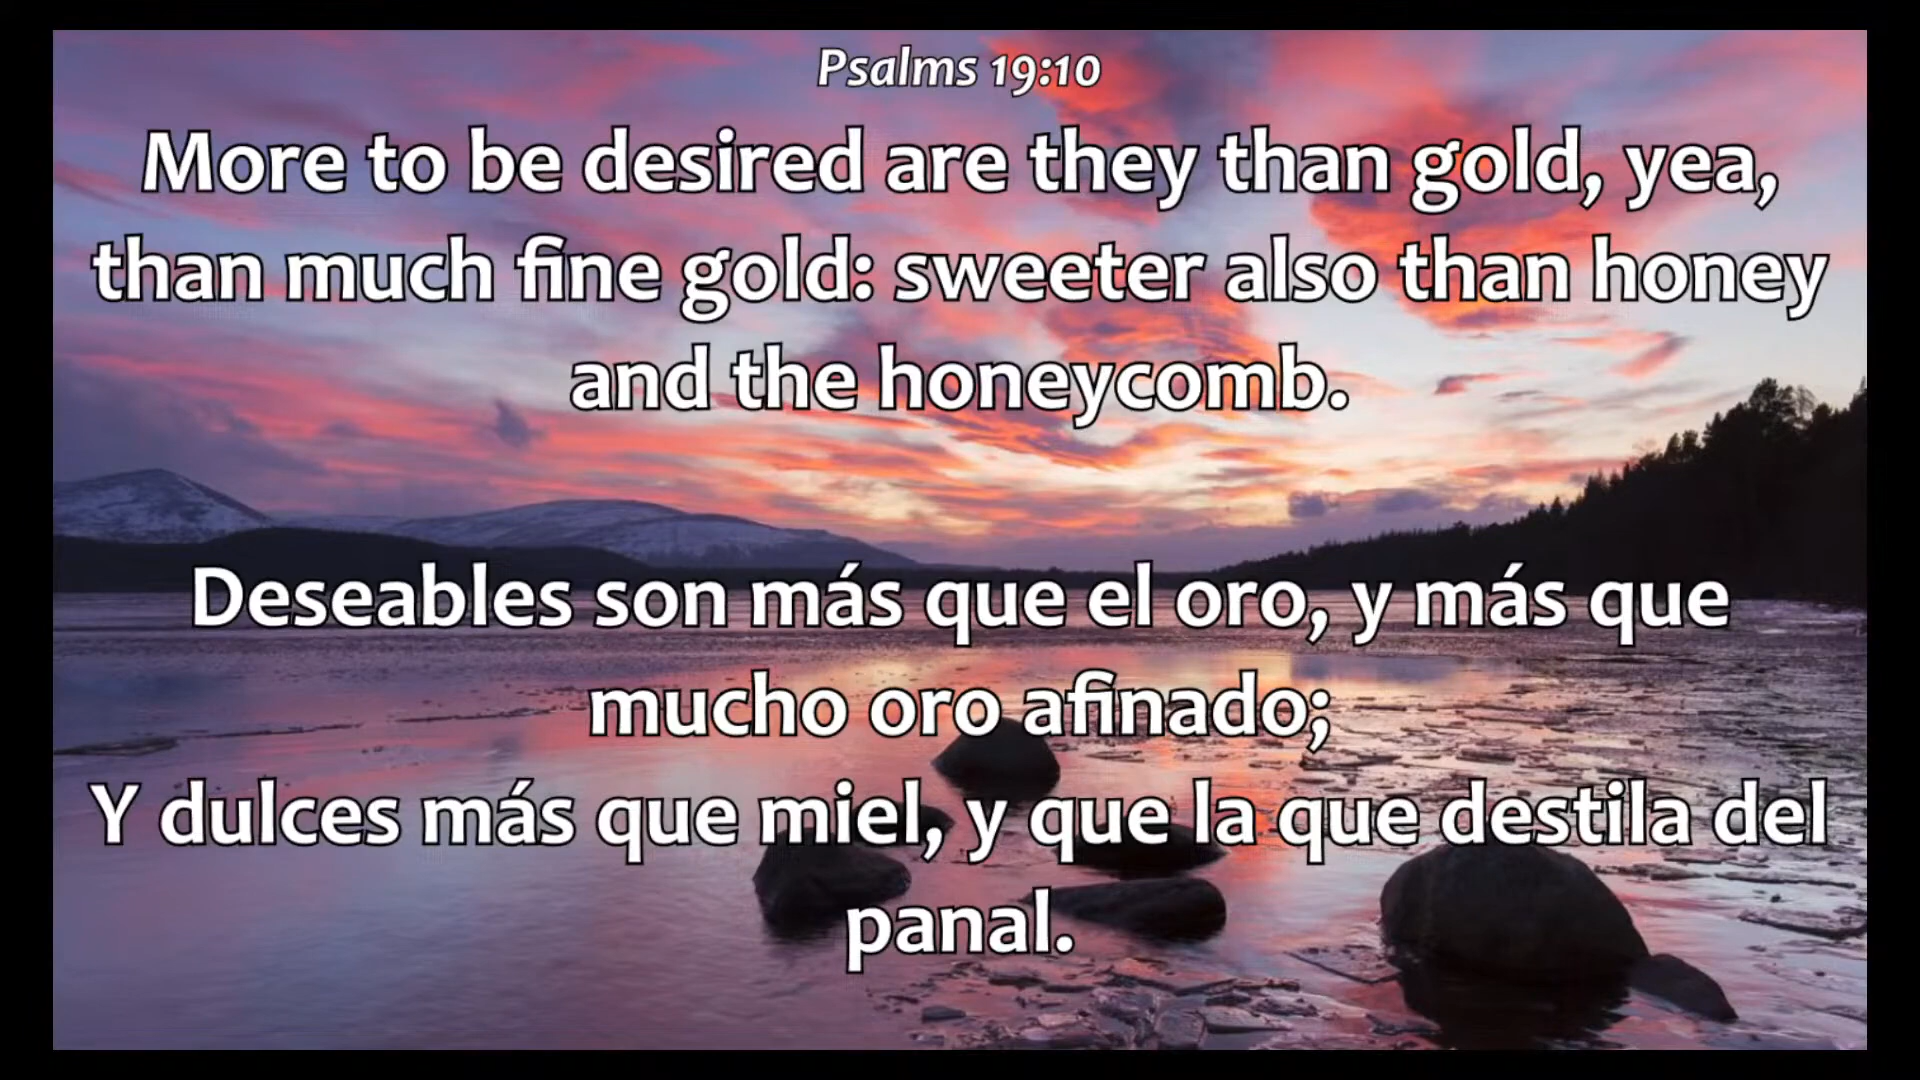 Psalms 19:10
More to be desired are they than gold, yea,
than much fine gold: sweeter also than honey
and the honeycomb.
Deseables son más que el oro, y más que
mucho oro afinado;
Y dulces más que miel, y que la que destila del
panal.